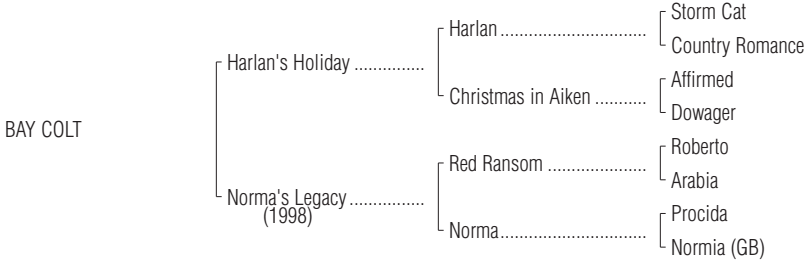 Storm Cat
Harlan..............................
Country Romance
Harlan's Holiday ...............
Affirmed
Christmas in Aiken ...........
Dowager
BAY COLT
Roberto
Red Ransom ....................
Arabia
Norma's Legacy ................
(1998)
Procida
Norma..............................
Normia (GB)